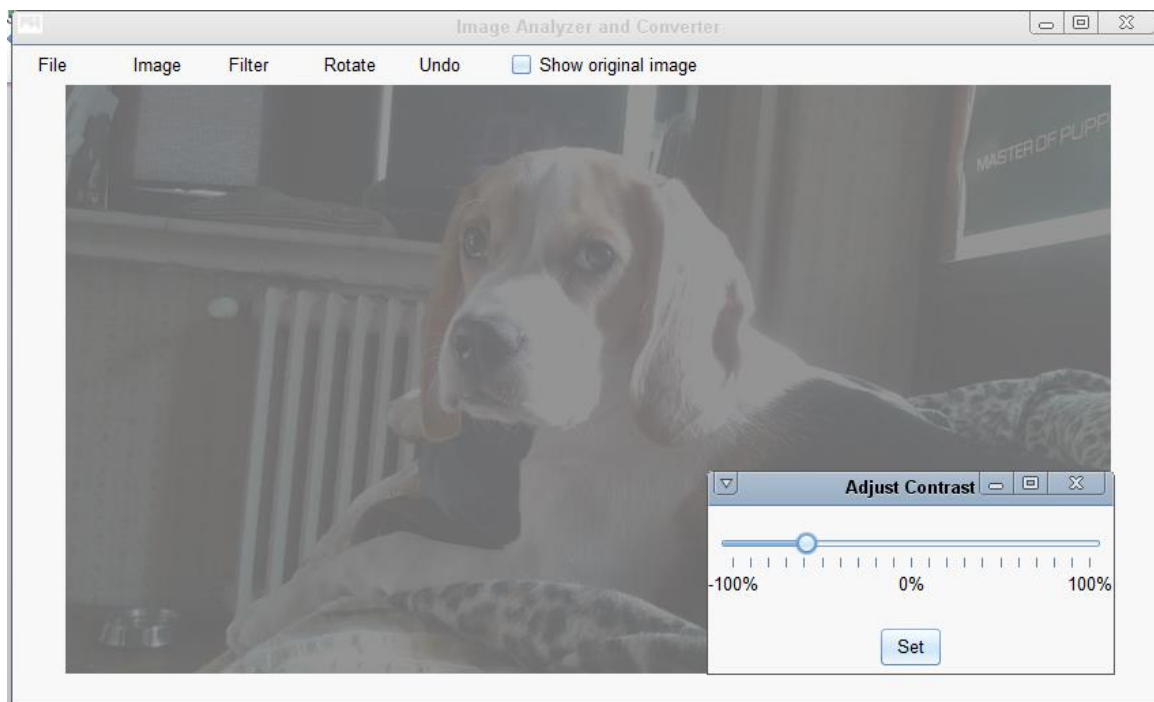 Image Analyzer and Converter
File Image Filter Rotate Undo Show original image
MASTER OF PUPP
Adjust Contrast
-100% 0% 100%
Set